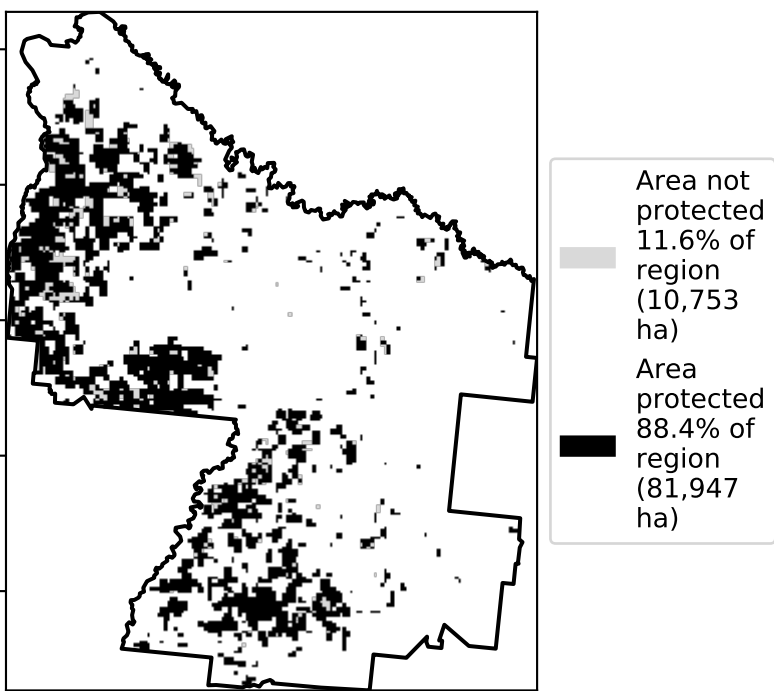 Area not
protected
11.6% of
region
(10,753
ha)
Area
protected
88.4% of
region
(81,947
ha)